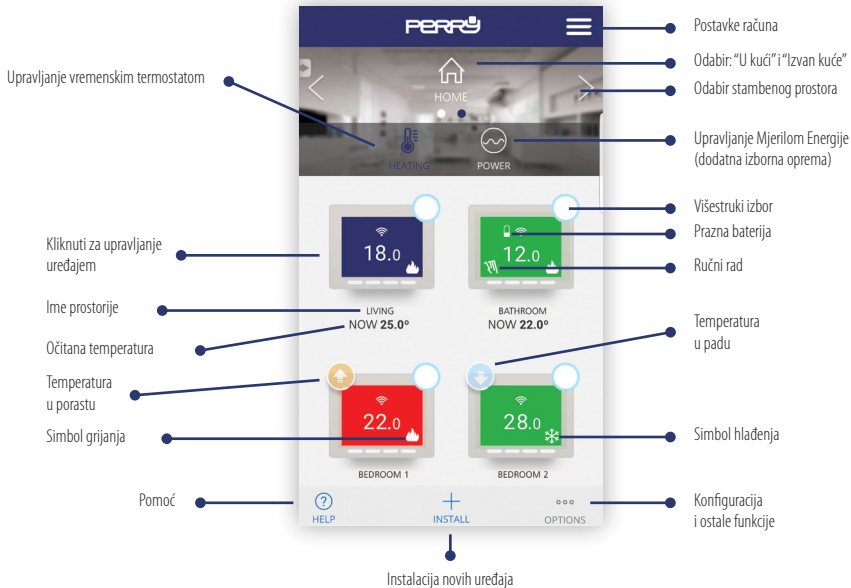 PERRY
Postavke računa
Odabir: “U kući” i “Izvan kuće”
Odabir stambenog prostora
Upravljanje vremenskim termostatom
HOME
HEATING
POWER
Upravljanje Mjerilom Energije
(dodatna izborna oprema)
Višestruki izbor
Prazna baterija
Ručni rad
Kliknuti za upravljanje
uređajem
18.0
12.0
Ime prostorije
LIVING
NOW 25.0°
BATHROOM
NOW 22.0°
Očitana temperatura
Temperatura
u padu
Temperatura
u porastu
Simbol grijanja
22.0
28.0
Simbol hlađenja
BEDROOM 1
BEDROOM 2
Pomoć
?
HELP
INSTALL
OPTIONS
Konfiguracija
i ostale funkcije
Instalacija novih uređaja